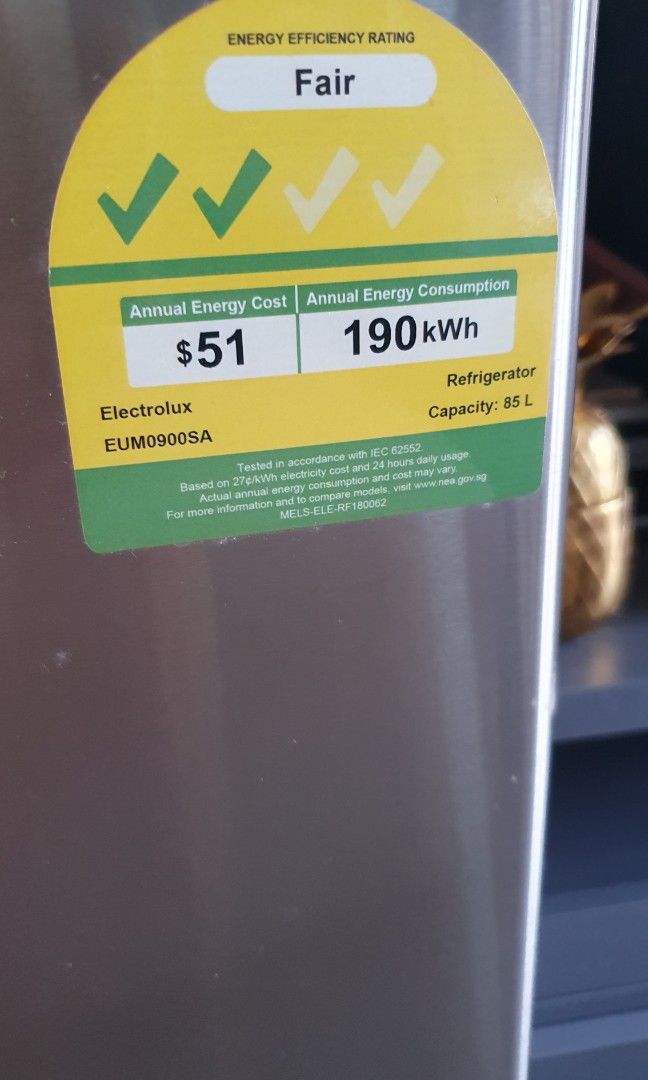 ENERGY EFFICIENCY RATING
Fair
Annual Energy Cost
$51
Annual Energy Consumption
190 kWh
Electrolux
EUM0900SA
Refrigerator
Capacity: 85 L
Tested in accordance with IEC 62552.
Based on 27¢/kWh electricity cost and 24 hours daily usage.
Actual annual energy consumption and cost may vary.
For more information and to compare models, visit www.nea.gov.sg
MELS-ELE-RF180062